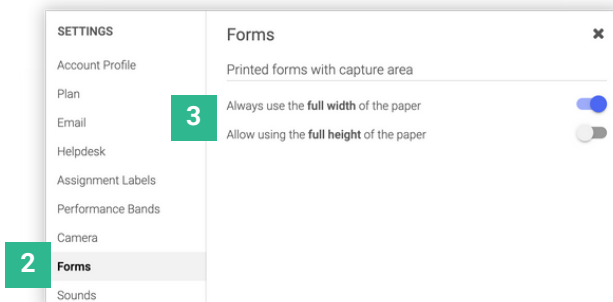 SETTINGS
Account Profile
Plan
Email
Helpdesk
Assignment Labels
Performance Bands
Camera
2 Forms
Sounds
Forms ✖
Printed forms with capture area
3 Always use the full width of the paper
Allow using the full height of the paper